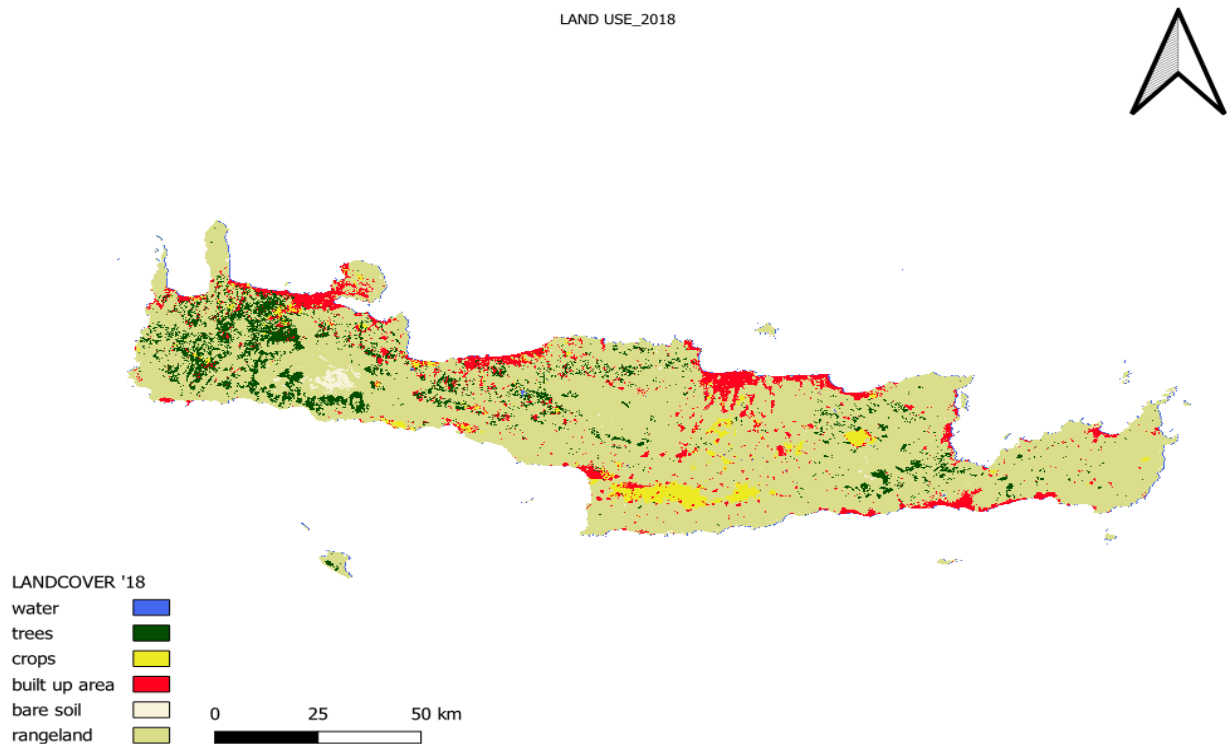 LAND USE_2018
LANDCOVER '18
water
trees
crops
built up area
bare soil
rangeland
0 25 50 km